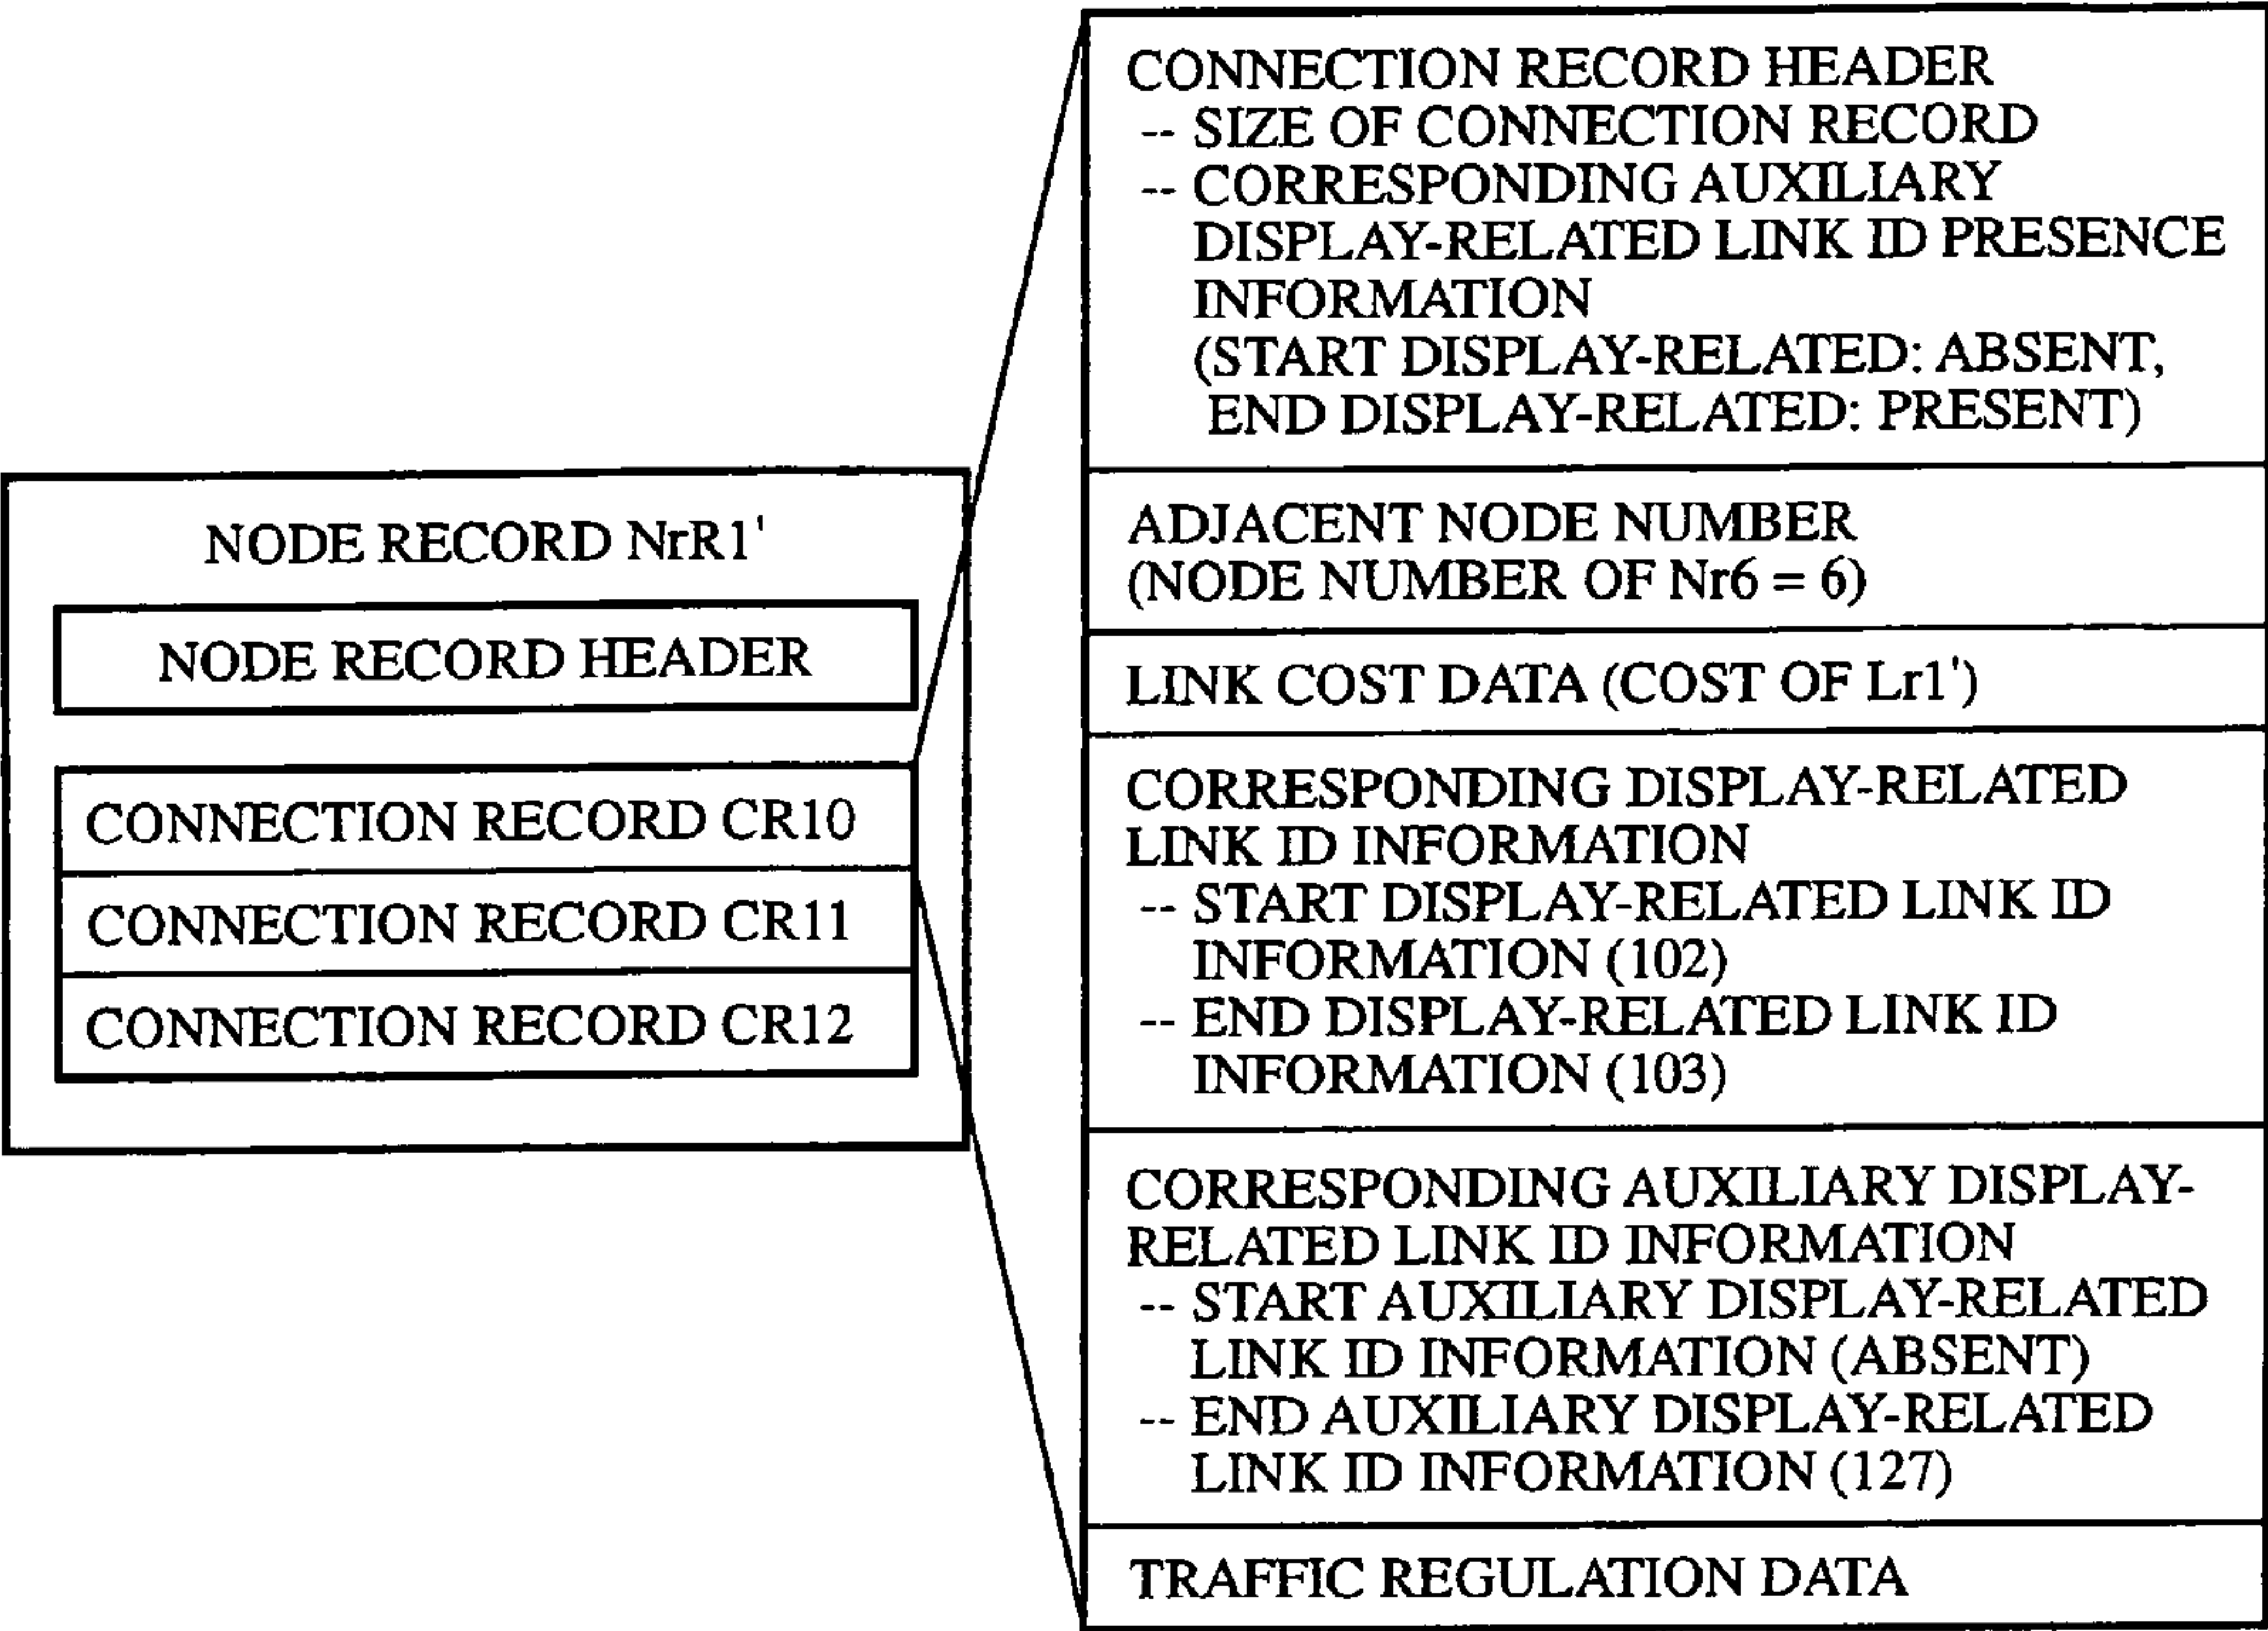 NODE RECORD NrR1'
NODE RECORD HEADER
CONNECTION RECORD CR10
CONNECTION RECORD CR11
CONNECTION RECORD CR12
CONNECTION RECORD HEADER
-- SIZE OF CONNECTION RECORD
-- CORRESPONDING AUXILIARY
DISPLAY-RELATED LINK ID PRESENCE
INFORMATION
(START DISPLAY-RELATED: ABSENT,
END DISPLAY-RELATED: PRESENT)
ADJACENT NODE NUMBER
(NODE NUMBER OF Nr6 = 6)
LINK COST DATA (COST OF Lr1')
CORRESPONDING DISPLAY-RELATED
LINK ID INFORMATION
-- START DISPLAY-RELATED LINK ID
INFORMATION (102)
-- END DISPLAY-RELATED LINK ID
INFORMATION (103)
CORRESPONDING AUXILIARY DISPLAY-
RELATED LINK ID INFORMATION
-- START AUXILIARY DISPLAY-RELATED
LINK ID INFORMATION (ABSENT)
-- END AUXILIARY DISPLAY-RELATED
LINK ID INFORMATION (127)
TRAFFIC REGULATION DATA